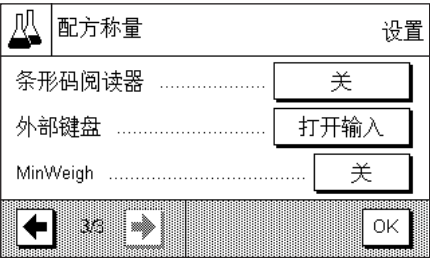 配方称量 设置
条形码阅读器 .................... 关
外部键盘 ........................ 打开输入
MinWeigh ................................ 关
3/3 OK